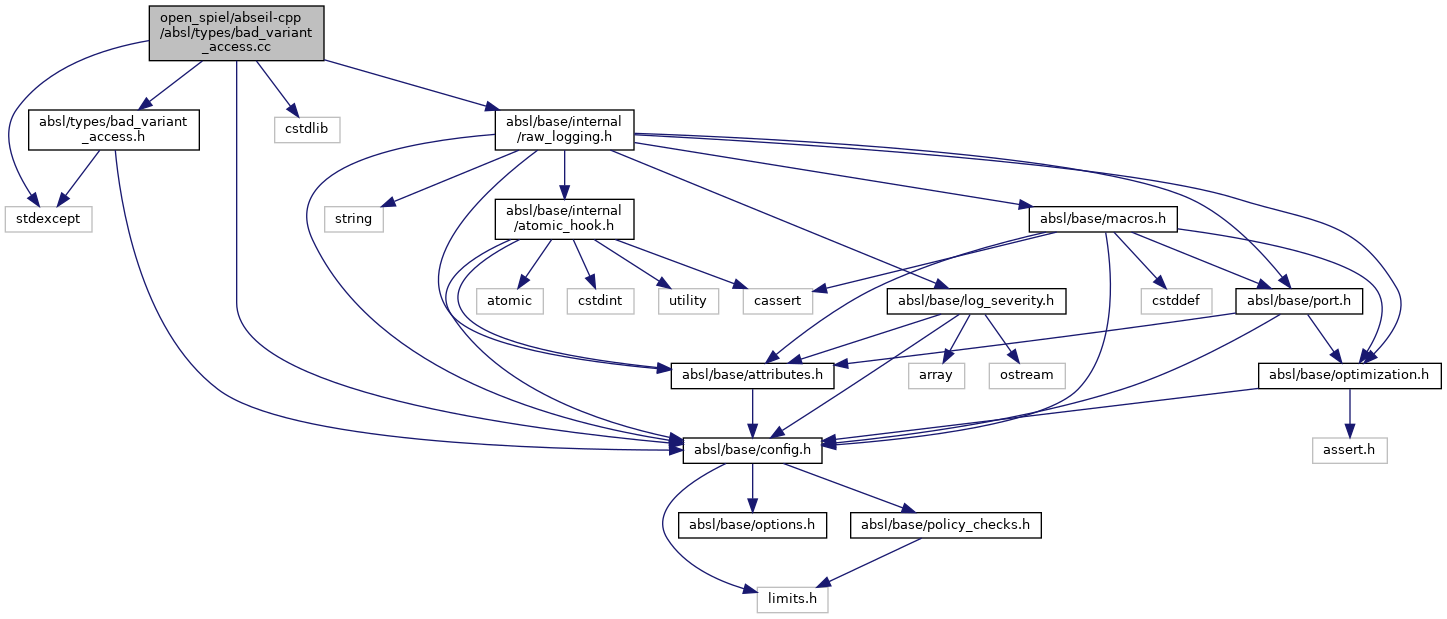 open_spiel/abseil-cpp
/absl/types/bad_variant
_access.cc
absl/types/bad_variant
_access.h
cstdlib
absl/base/internal
/raw_logging.h
stdexcept
string
absl/base/internal
/atomic_hook.h
absl/base/macros.h
atomic
cstdint
utility
cassert
absl/base/log_severity.h
cstddef
absl/base/port.h
absl/base/attributes.h
array
ostream
absl/base/optimization.h
absl/base/config.h
assert.h
absl/base/options.h
absl/base/policy_checks.h
limits.h